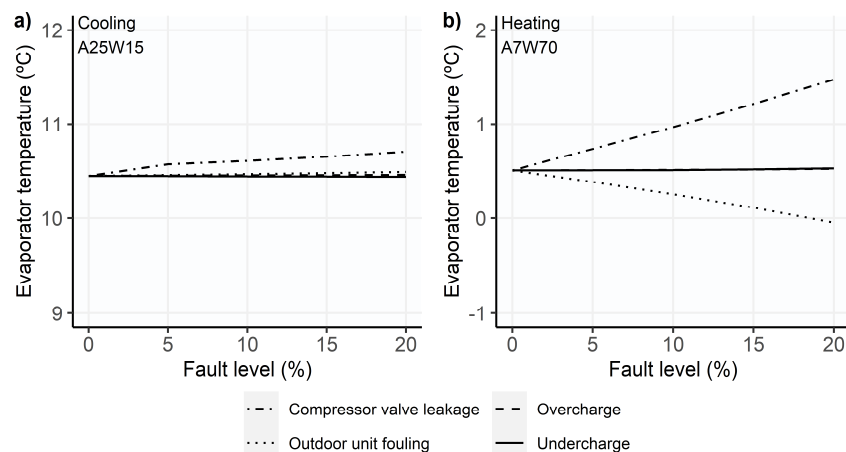 a) Cooling
A25W15
12
11
10
9
Evaporator temperature (ºC)
0 5 10 15 20
Fault level (%)
b) Heating
A7W70
2
1
0
-1
Evaporator temperature (ºC)
0 5 10 15 20
Fault level (%)
Compressor valve leakage Overcharge
Outdoor unit fouling Undercharge